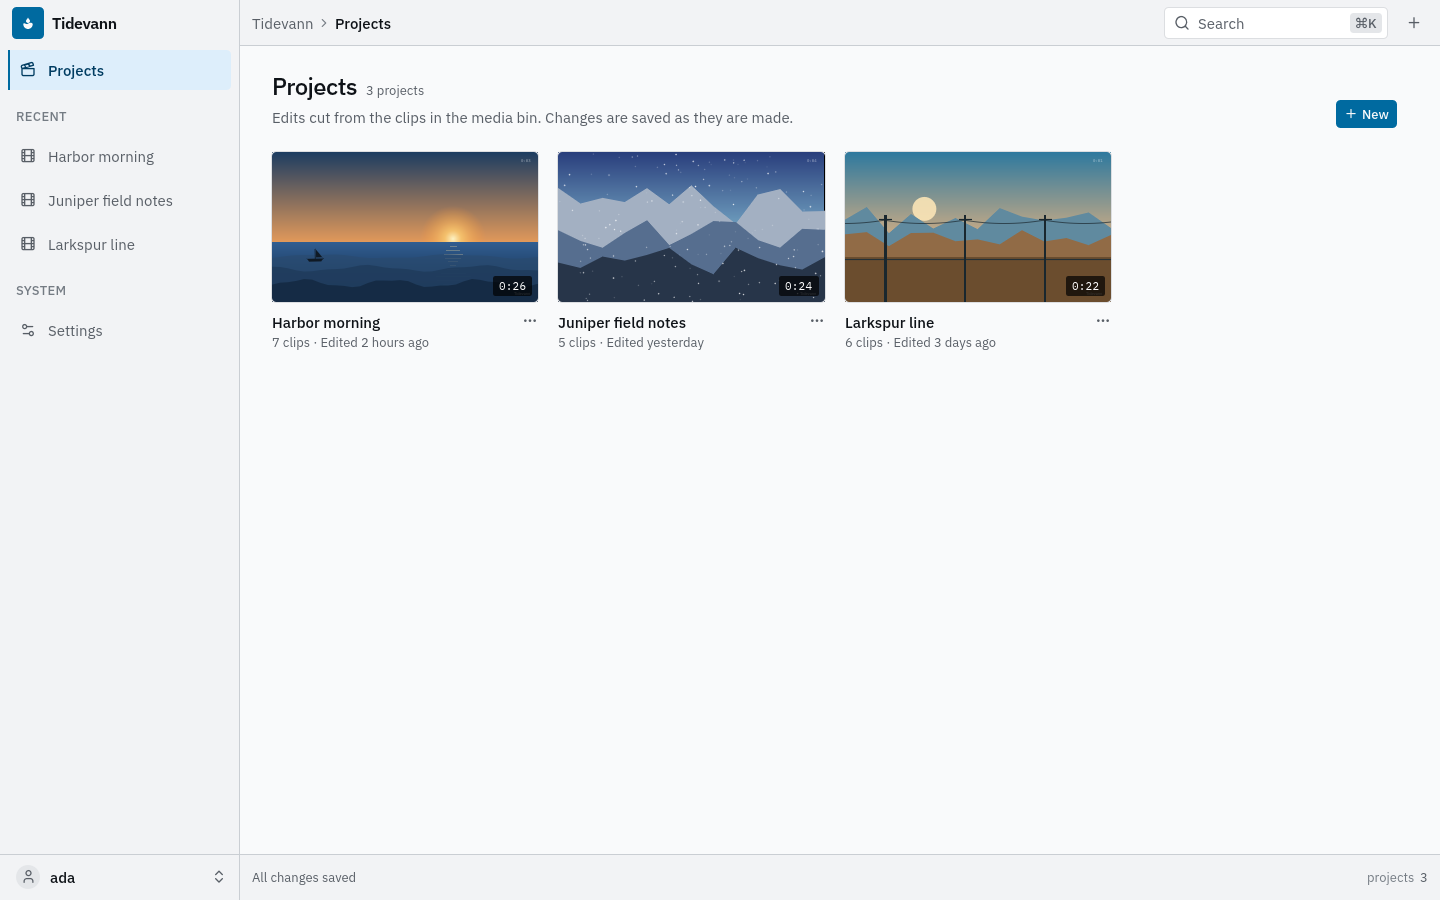 Tidevann
Tidevann > Projects
Search ⌘K
Projects
RECENT
Harbor morning
Juniper field notes
Larkspur line
SYSTEM
Settings
Projects 3 projects
Edits cut from the clips in the media bin. Changes are saved as they are made.
New
0:26
0:24
0:22
Harbor morning
7 clips · Edited 2 hours ago
Juniper field notes
5 clips · Edited yesterday
Larkspur line
6 clips · Edited 3 days ago
ada
All changes saved
projects 3